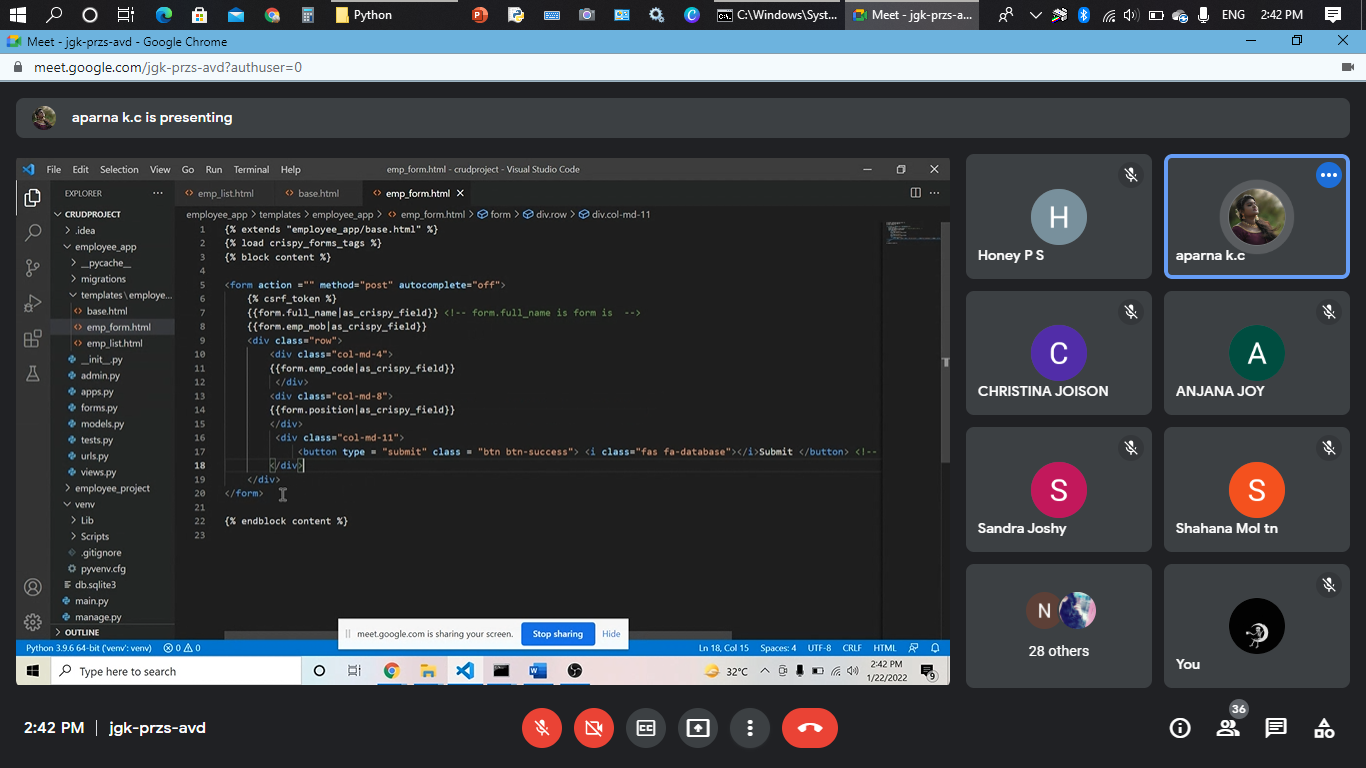 Python
C:\Windows\Syst...
Meet - jgk-przs-a...
ENG
2:42 PM
Meet - jgk-przs-avd - Google Chrome
meet.google.com/jgk-przs-avd?authuser=0
aparna k.c is presenting
File Edit Selection View Go Run Terminal Help
emp_form.html - crudproject - Visual Studio Code
EXPLORER
emp_list.html
base.html
emp_form.html
CRUDPROJECT
.idea
employee_app
__pycache__
migrations
templates \ employe...
base.html
emp_form.html
emp_list.html
__init__.py
admin.py
apps.py
forms.py
models.py
tests.py
urls.py
views.py
employee_project
venv
Lib
Scripts
.gitignore
pyvenv.cfg
db.sqlite3
main.py
manage.py
OUTLINE
employee_app > templates > employee_app > emp_form.html > form > div.row > div.col-md-11
1 {% extends "employee_app/base.html" %}
2 {% load crispy_forms_tags %}
3 {% block content %}
4
5 <form action ="" method="post" autocomplete="off">
6 {% csrf_token %}
7 {{form.full_name|as_crispy_field}} <!-- form.full_name is form is  -->
8 {{form.emp_mob|as_crispy_field}}
9 <div class="row">
10 <div class="col-md-4">
11 {{form.emp_code|as_crispy_field}}
12 </div>
13 <div class="col-md-8">
14 {{form.position|as_crispy_field}}
15 </div>
16 <div class="col-md-11">
17 <button type = "submit" class = "btn btn-success"> <i class="fas fa-database"></i>Submit </button> <!--
18 </div>
19 </div>
20 </form>
21
22 {% endblock content %}
23
meet.google.com is sharing your screen.
Stop sharing
Hide
Python 3.9.6 64-bit ('venv': venv)
0 0
Ln 18, Col 15
Spaces: 4
UTF-8
CRLF
HTML
Type here to search
32°C
2:42 PM
1/22/2022
9
H
Honey P S
aparna k.c
C
CHRISTINA JOISON
A
ANJANA JOY
S
Sandra Joshy
S
Shahana Mol tn
N
28 others
You
2:42 PM | jgk-przs-avd
36